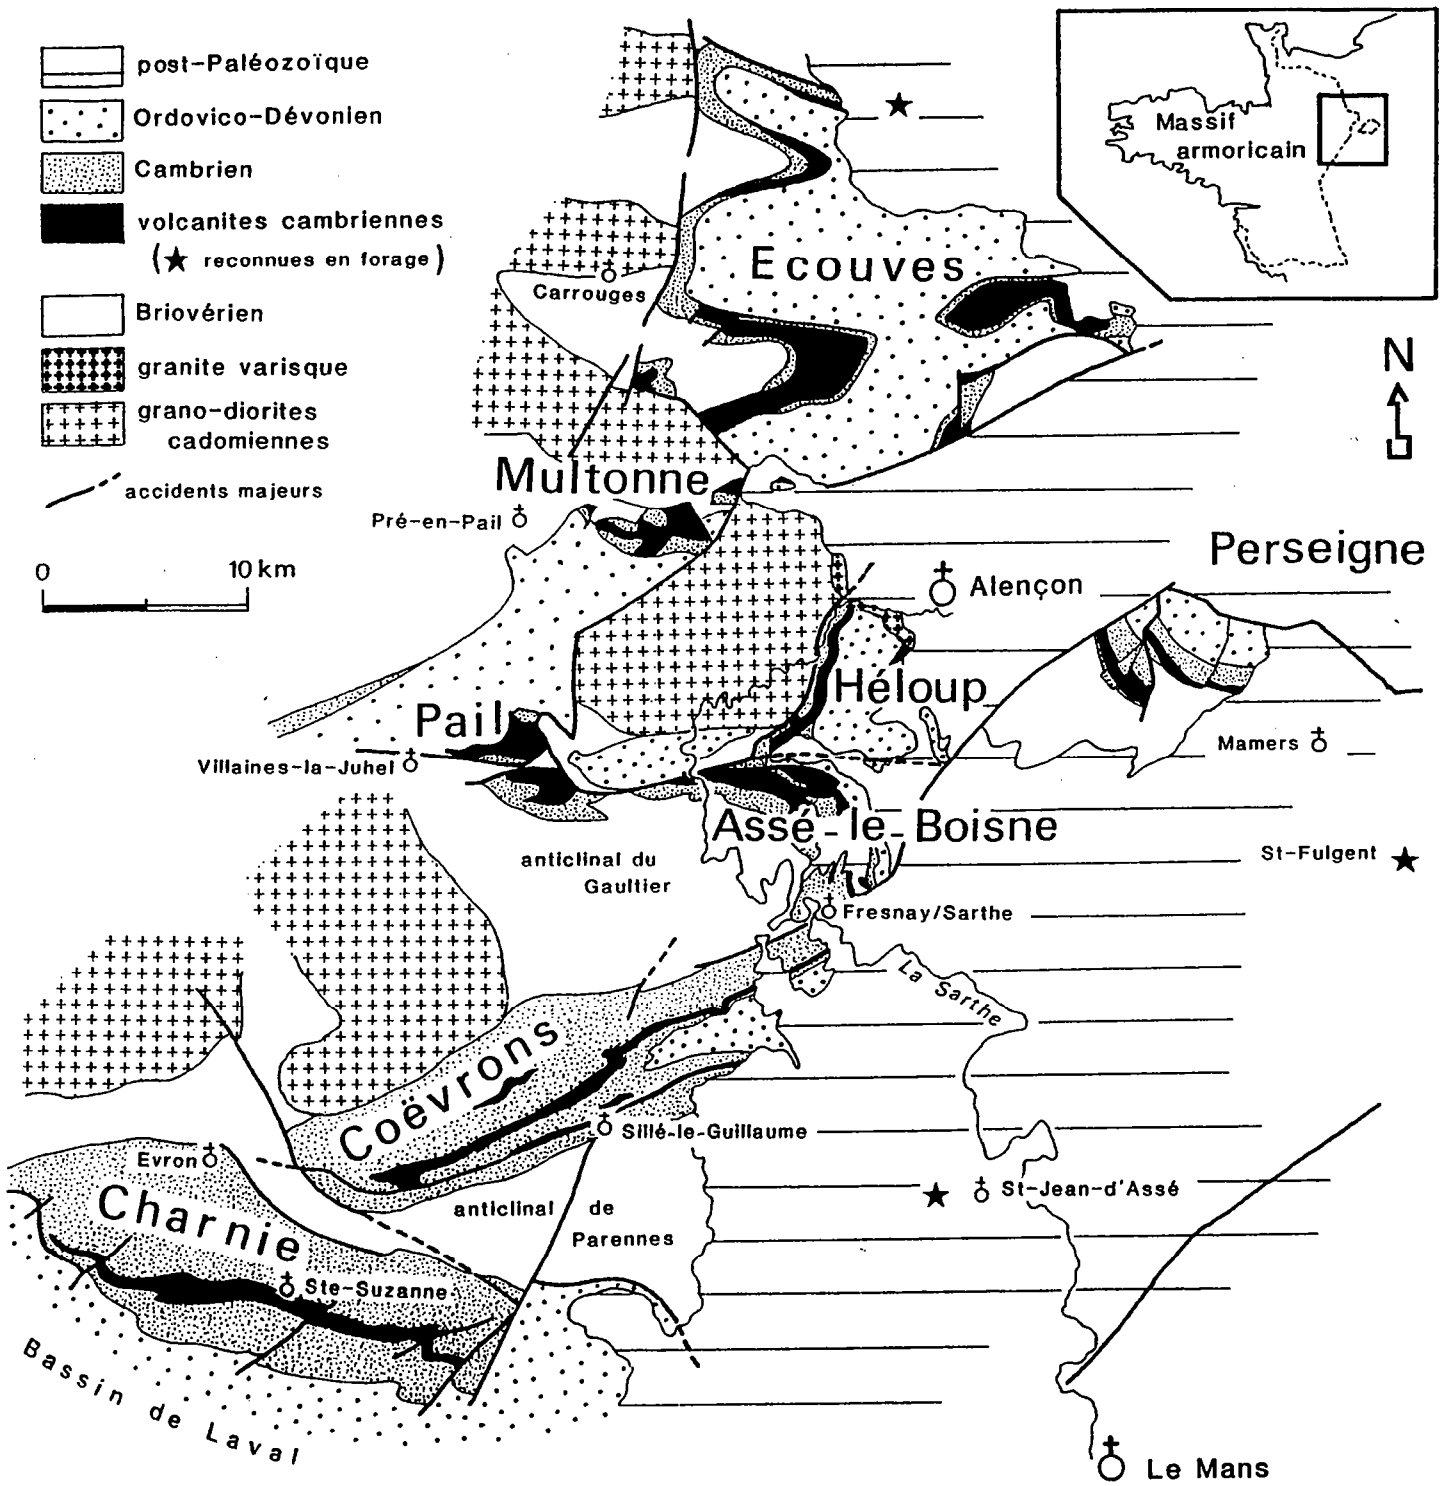 post-Paléozoïque
Ordovico-Dévonien
Cambrien
volcanites cambriennes
(★ reconnues en forage)
Briovérien
granite varisque
grano-diorites
cadomiennes
accidents majeurs
0 10 km
Massif
armoricain
N
Ecouves
Carrouges
Multonne
Pré-en-Pail
Perseigne
Alençon
Héloup
Pail
Mamers
Villaines-la-Juhel
Assé-le-Boisne
anticlinal du
Gaultier
St-Fulgent
Fresnay/Sarthe
La Sarthe
Coëvrons
Sillé-le-Guillaume
Evron
St-Jean-d'Assé
Charnie
anticlinal de
Parennes
Ste-Suzanne
Bassin de Laval
Le Mans